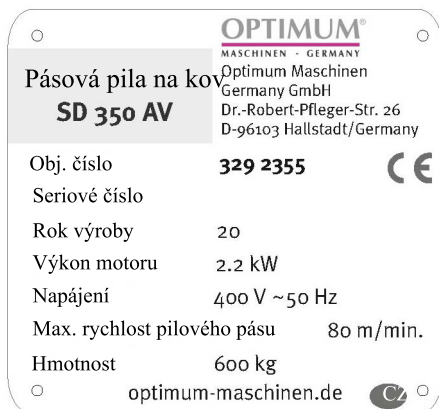 OPTIMUM®
MASCHINEN - GERMANY
Pásová pila na kov
SD 350 AV
Optimum Maschinen
Germany GmbH
Dr.-Robert-Pfleger-Str. 26
D-96103 Hallstadt/Germany
Obj. číslo 329 2355
CE
Seriové číslo
Rok výroby 20
Výkon motoru 2.2 kW
Napájení 400 V ~50 Hz
Max. rychlost pilového pásu 80 m/min.
Hmotnost 600 kg
optimum-maschinen.de
CZ